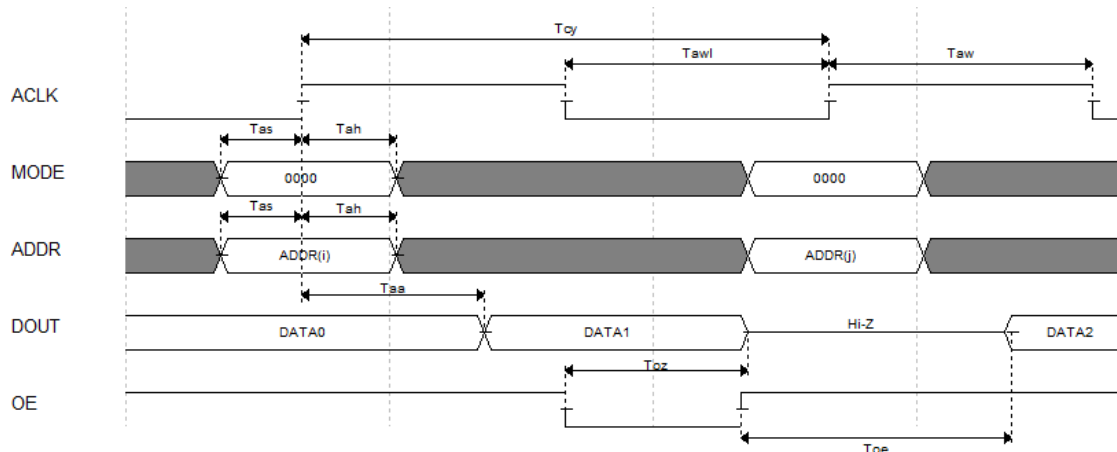 Tcy
Tawl
Taw
ACLK
Tas
Tah
MODE
0000
0000
Tas
Tah
ADDR
ADDR(i)
ADDR(j)
Taa
DOUT
DATA0
DATA1
Hi-Z
DATA2
Toz
OE
Toe